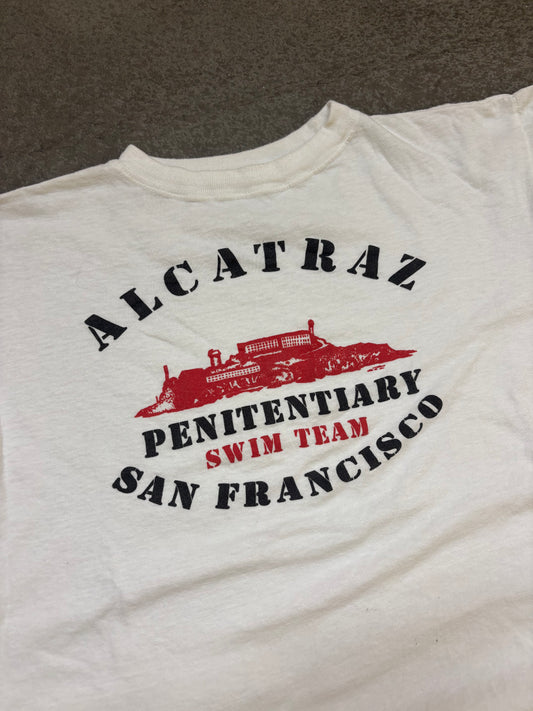 ALCATRAZ
PENITENTIARY
SWIM TEAM
SAN FRANCISCO